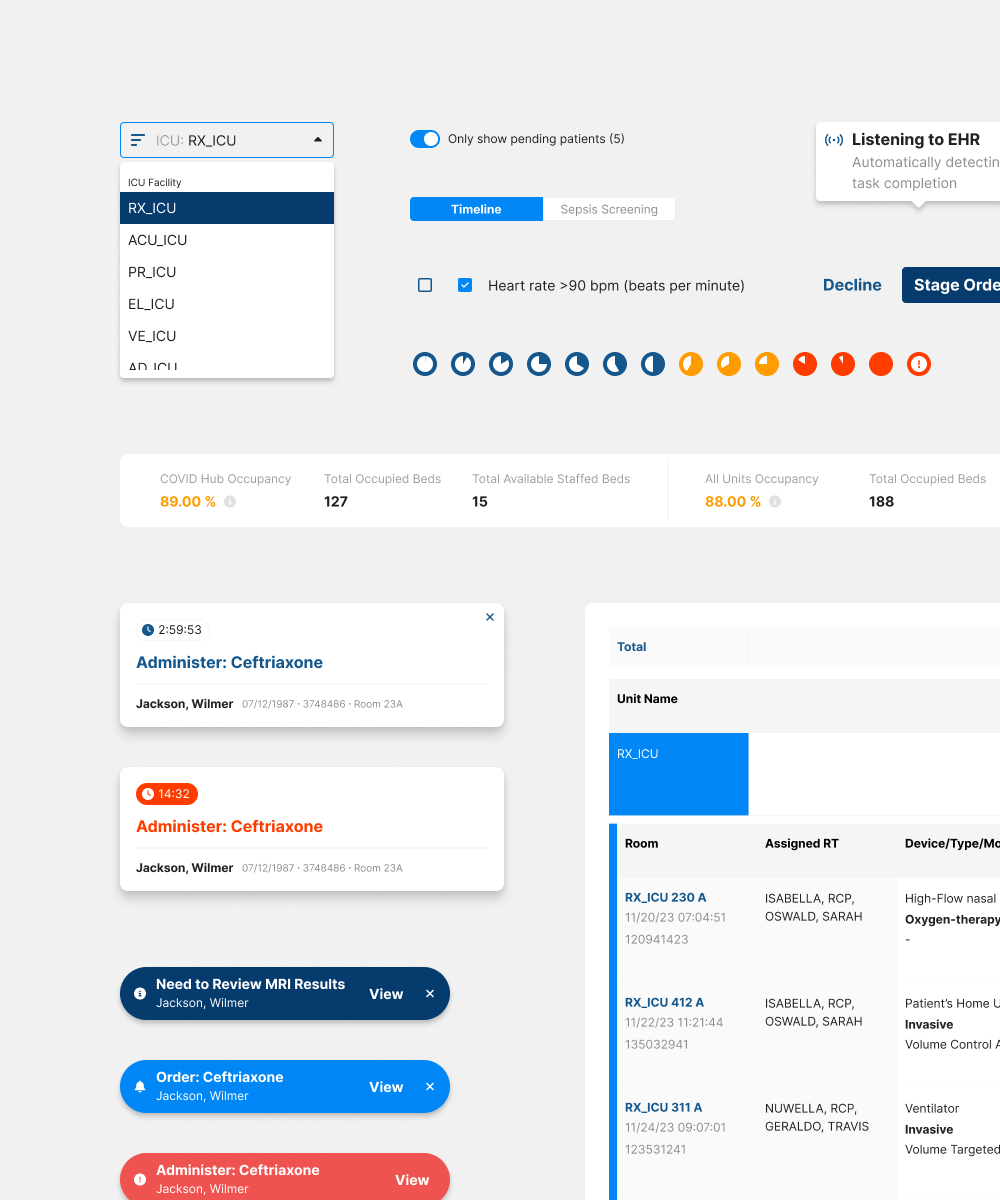 ICU: RX_ICU
ICU Facility
RX_ICU
ACU_ICU
PR_ICU
EL_ICU
VE_ICU
AD_ICU
Only show pending patients (5)
Timeline
Sepsis Screening
Heart rate >90 bpm (beats per minute)
Listening to EHR
Automatically detectin
task completion
Decline
Stage Orde
COVID Hub Occupancy
89.00 %
Total Occupied Beds
127
Total Available Staffed Beds
15
All Units Occupancy
88.00 %
Total Occupied Beds
188
2:59:53
Administer: Ceftriaxone
Jackson, Wilmer 07/12/1987 · 3748486 · Room 23A
14:32
Administer: Ceftriaxone
Jackson, Wilmer 07/12/1987 · 3748486 · Room 23A
Need to Review MRI Results
Jackson, Wilmer
View
Order: Ceftriaxone
Jackson, Wilmer
View
Administer: Ceftriaxone
Jackson, Wilmer
View
Total
Unit Name
RX_ICU
Room
Assigned RT
Device/Type/Mo
RX_ICU 230 A
11/20/23 07:04:51
120941423
ISABELLA, RCP,
OSWALD, SARAH
High-Flow nasal
Oxygen-therapy
-
RX_ICU 412 A
11/22/23 11:21:44
135032941
ISABELLA, RCP,
OSWALD, SARAH
Patient's Home U
Invasive
Volume Control A
RX_ICU 311 A
11/24/23 09:07:01
123531241
NUWELLA, RCP,
GERALDO, TRAVIS
Ventilator
Invasive
Volume Targeted